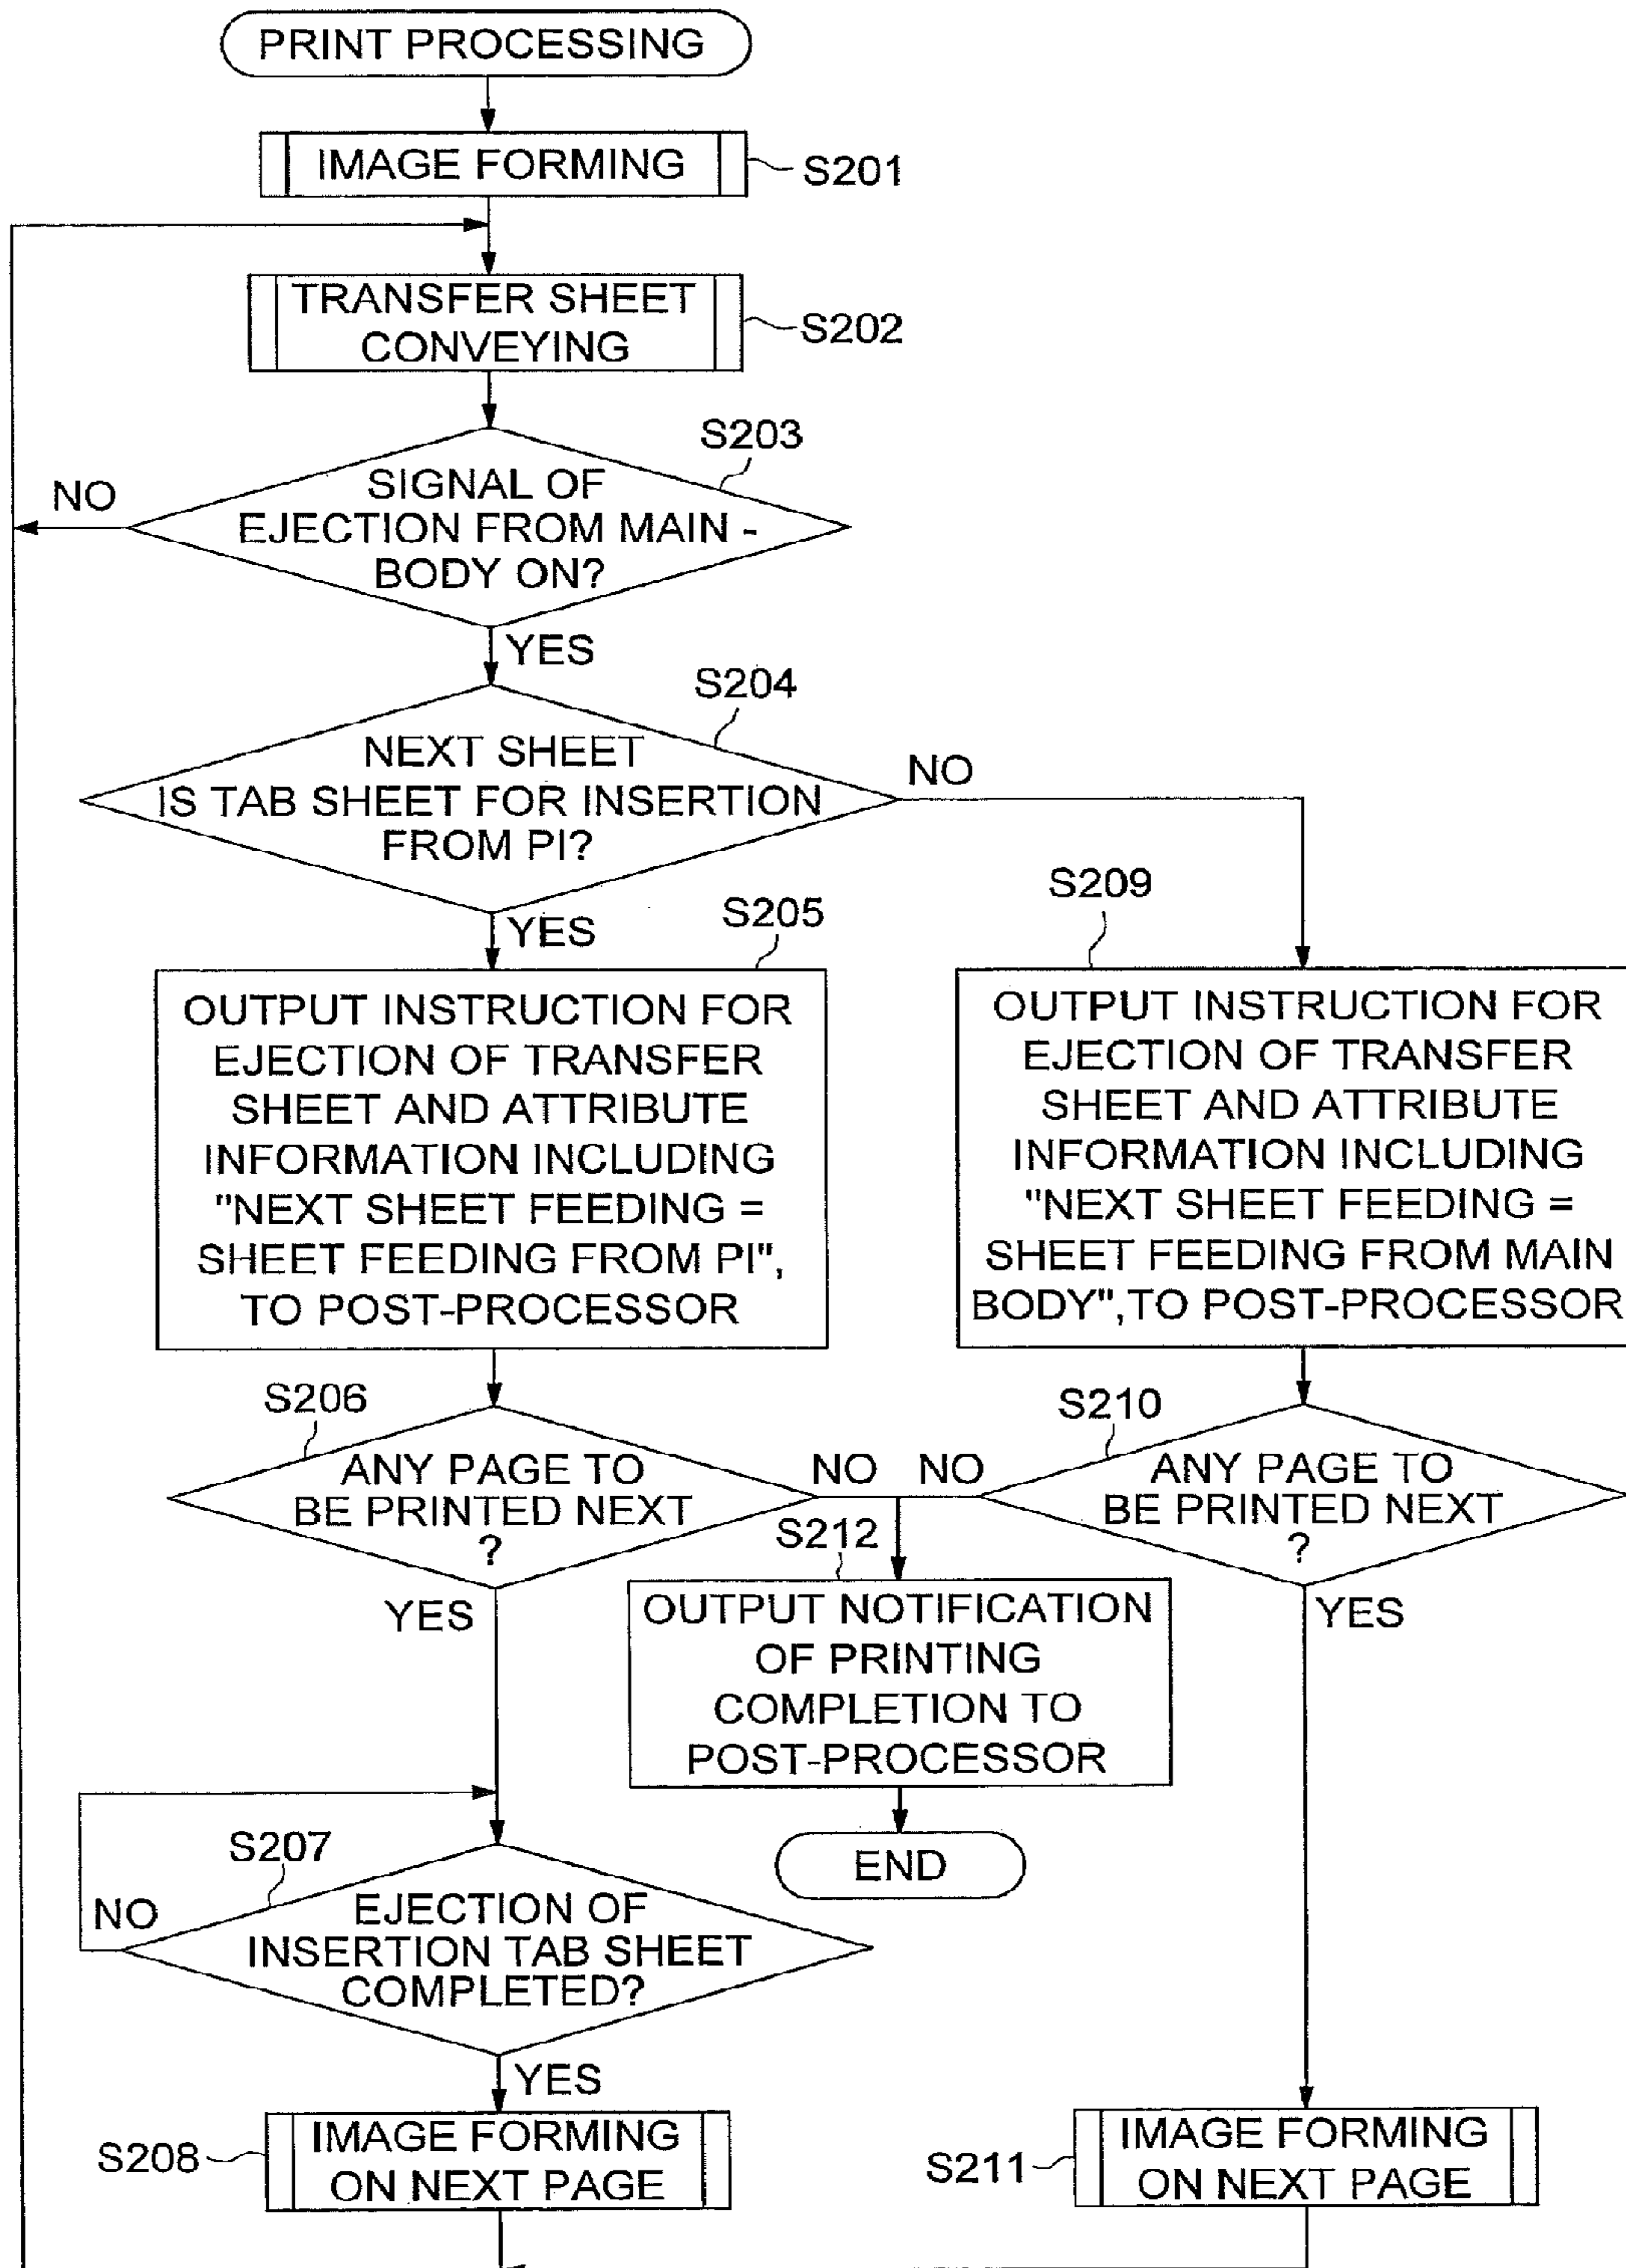 PRINT PROCESSING
IMAGE FORMING
S201
TRANSFER SHEET
CONVEYING
S202
S203
SIGNAL OF
EJECTION FROM MAIN -
BODY ON?
NO
YES
S204
NEXT SHEET
IS TAB SHEET FOR INSERTION
FROM PI?
NO
YES
S205
OUTPUT INSTRUCTION FOR
EJECTION OF TRANSFER
SHEET AND ATTRIBUTE
INFORMATION INCLUDING
"NEXT SHEET FEEDING =
SHEET FEEDING FROM PI",
TO POST-PROCESSOR
S209
OUTPUT INSTRUCTION FOR
EJECTION OF TRANSFER
SHEET AND ATTRIBUTE
INFORMATION INCLUDING
"NEXT SHEET FEEDING =
SHEET FEEDING FROM MAIN
BODY",TO POST-PROCESSOR
S206
ANY PAGE TO
BE PRINTED NEXT
?
NO
YES
S210
ANY PAGE TO
BE PRINTED NEXT
?
NO
YES
S212
OUTPUT NOTIFICATION
OF PRINTING
COMPLETION TO
POST-PROCESSOR
END
S207
EJECTION OF
INSERTION TAB SHEET
COMPLETED?
NO
YES
S208
IMAGE FORMING
ON NEXT PAGE
S211
IMAGE FORMING
ON NEXT PAGE